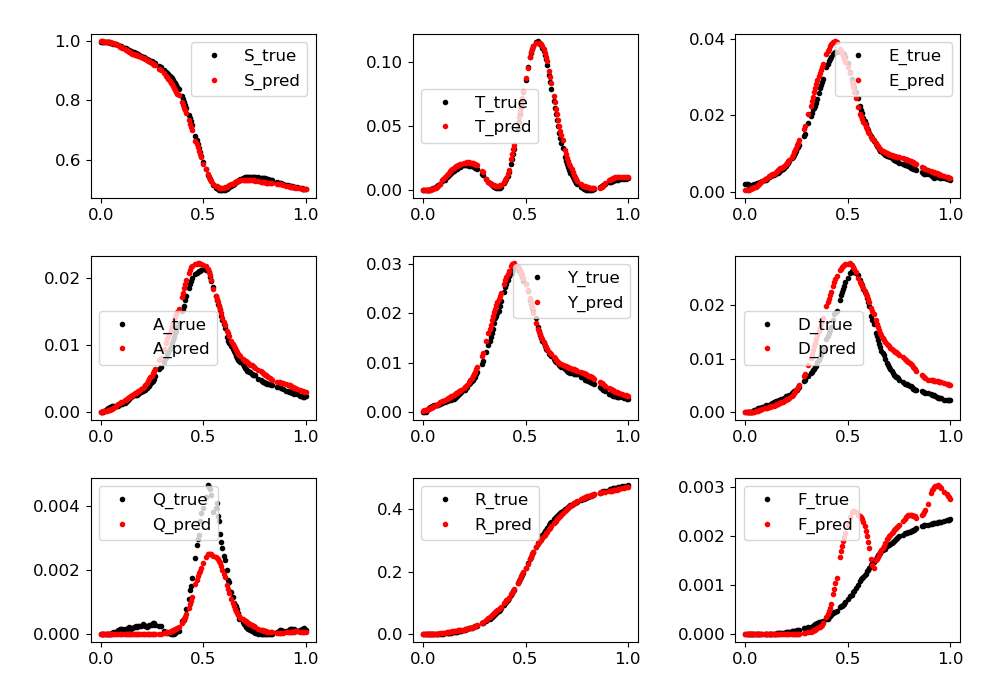 1.0
0.8
0.6
0.0 0.5 1.0
S_true
S_pred
0.10
0.05
0.00
0.0 0.5 1.0
T_true
T_pred
0.04
0.02
0.00
0.0 0.5 1.0
E_true
E_pred
0.02
0.01
0.00
0.0 0.5 1.0
A_true
A_pred
0.03
0.02
0.01
0.00
0.0 0.5 1.0
Y_true
Y_pred
0.02
0.01
0.00
0.0 0.5 1.0
D_true
D_pred
0.004
0.002
0.000
0.0 0.5 1.0
Q_true
Q_pred
0.4
0.2
0.0
0.0 0.5 1.0
R_true
R_pred
0.003
0.002
0.001
0.000
0.0 0.5 1.0
F_true
F_pred